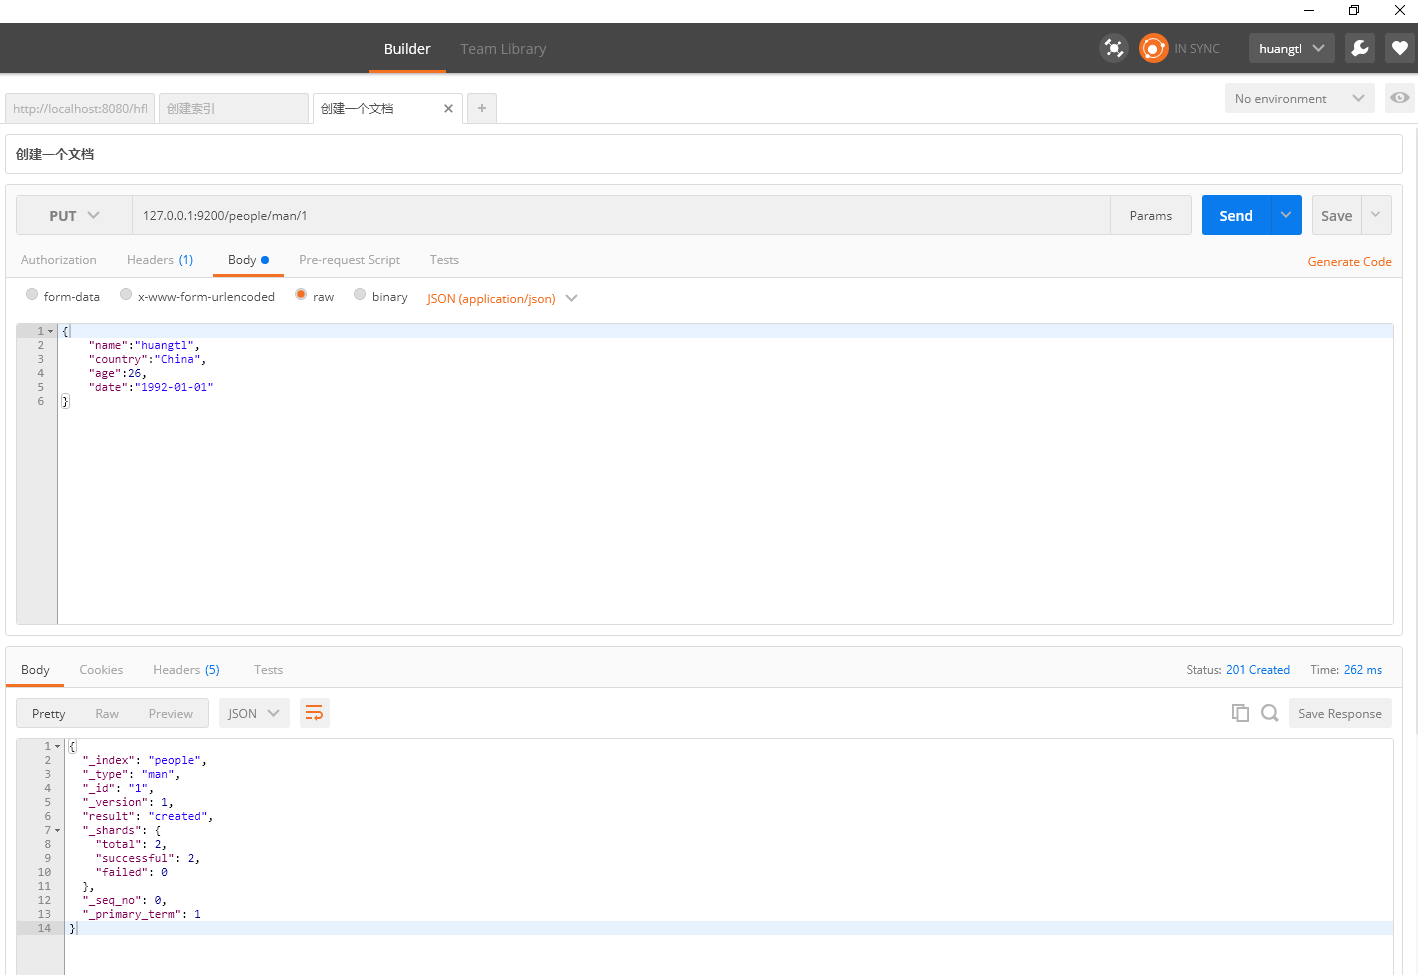 Builder
Team Library
IN SYNC
huangtl
http://localhost:8080/hfl
创建索引
创建一个文档
No environment
创建一个文档
PUT
127.0.0.1:9200/people/man/1
Params
Send
Save
Authorization
Headers (1)
Body
Pre-request Script
Tests
Generate Code
form-data
x-www-form-urlencoded
raw
binary
JSON (application/json)
1 {
2 "name":"huangtl",
3 "country":"China",
4 "age":26,
5 "date":"1992-01-01"
6 }
Body
Cookies
Headers (5)
Tests
Status: 201 Created
Time: 262 ms
Pretty
Raw
Preview
JSON
Save Response
1 {
2 "_index": "people",
3 "_type": "man",
4 "_id": "1",
5 "_version": 1,
6 "result": "created",
7 "_shards": {
8 "total": 2,
9 "successful": 2,
10 "failed": 0
11 },
12 "_seq_no": 0,
13 "_primary_term": 1
14 }